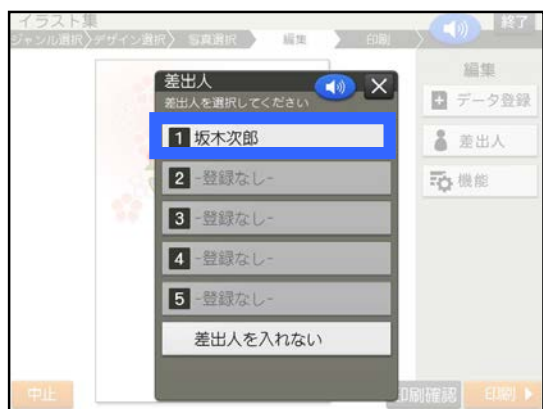 イラスト集
終了
ジャンル選択〉デザイン選択〉写真選択〉編集〉印刷
差出人
差出人を選択してください
1 坂木次郎
2 -登録なし-
3 -登録なし-
4 -登録なし-
5 -登録なし-
差出人を入れない
編集
データ登録
差出人
機能
中止
印刷確認
印刷